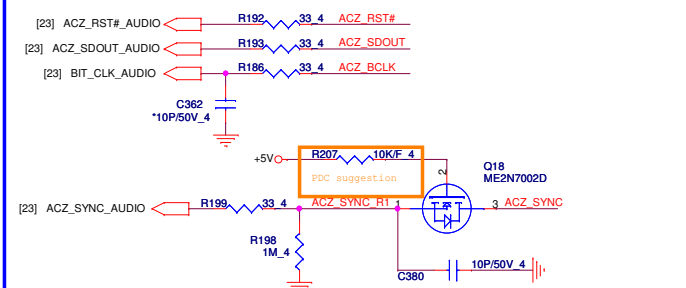 [23] ACZ_RST#_AUDIO R192 33_4 ACZ_RST#
[23] ACZ_SDOUT_AUDIO R193 33_4 ACZ_SDOUT
[23] BIT_CLK_AUDIO R186 33_4 ACZ_BCLK
C362
*10P/50V_4
+5V R207 10K/F_4
PDC suggestion
2
Q18
ME2N7002D
[23] ACZ_SYNC_AUDIO R199 33_4 ACZ_SYNC_R1 1 3 ACZ_SYNC
R198
1M_4
C380 10P/50V_4